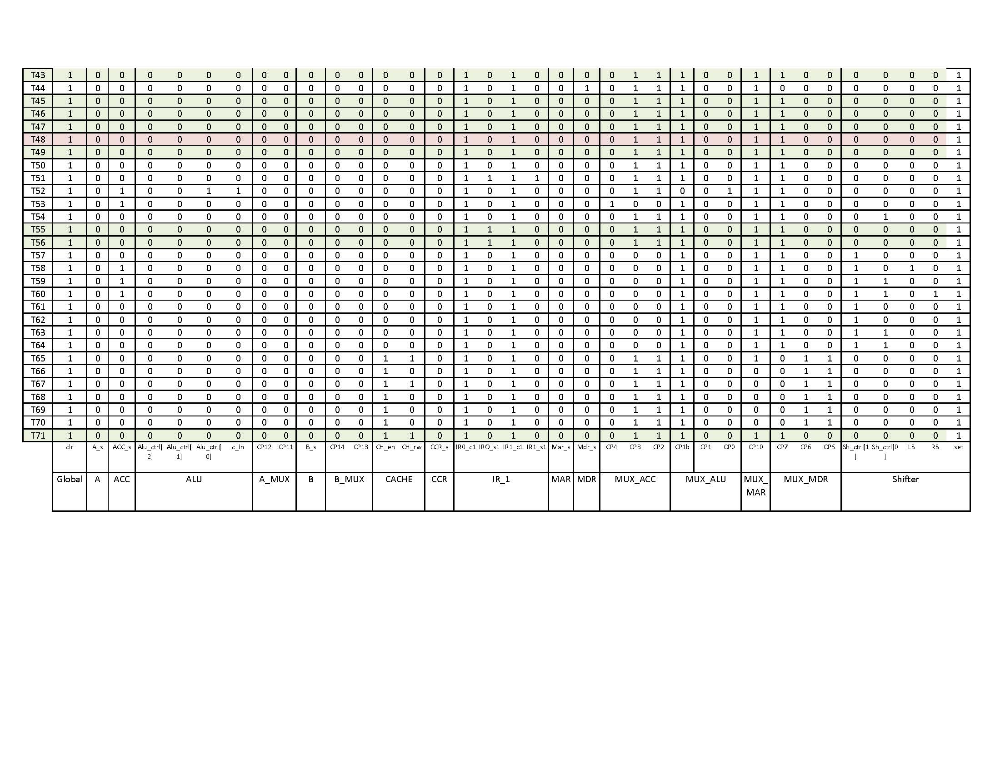 T43 1 0 0 0 0 0 0 0 0 0 0 0 0 0 0 1 0 1 0 0 0 0 1 1 1 0 0 1 1 0 0 0 0 0 0 1
T44 1 0 0 0 0 0 0 0 0 0 0 0 0 0 0 1 0 1 0 0 1 0 1 1 1 0 0 1 0 0 0 0 0 0 0 1
T45 1 0 0 0 0 0 0 0 0 0 0 0 0 0 0 1 0 1 0 0 0 0 1 1 1 0 0 1 1 0 0 0 0 0 0 1
T46 1 0 0 0 0 0 0 0 0 0 0 0 0 0 0 1 0 1 0 0 0 0 1 1 1 0 0 1 1 0 0 0 0 0 0 1
T47 1 0 0 0 0 0 0 0 0 0 0 0 0 0 0 1 0 1 0 0 0 0 1 1 1 0 0 1 1 0 0 0 0 0 0 1
T48 1 0 0 0 0 0 0 0 0 0 0 0 0 0 0 1 0 1 0 0 0 0 1 1 1 0 0 1 1 0 0 0 0 0 0 1
T49 1 0 0 0 0 0 0 0 0 0 0 0 0 0 0 1 0 1 0 0 0 0 1 1 1 0 0 1 1 0 0 0 0 0 0 1
T50 1 0 0 0 0 0 0 0 0 0 0 0 0 0 0 1 0 1 0 0 0 0 1 1 1 0 0 1 1 0 0 0 0 0 0 1
T51 1 0 0 0 0 0 0 0 0 0 0 0 0 0 0 1 1 1 1 0 0 0 1 1 1 0 0 1 1 0 0 0 0 0 0 1
T52 1 0 1 0 0 1 1 0 0 0 0 0 0 0 0 1 0 1 0 0 0 0 1 1 0 0 1 1 1 0 0 0 0 0 0 1
T53 1 0 1 0 0 0 0 0 0 0 0 0 0 0 0 1 0 1 0 0 0 1 0 0 1 0 0 1 1 0 0 0 0 0 0 1
T54 1 0 0 0 0 0 0 0 0 0 0 0 0 0 0 1 0 1 0 0 0 0 1 1 1 0 0 1 1 0 0 0 1 0 0 1
T55 1 0 0 0 0 0 0 0 0 0 0 0 0 0 0 1 1 1 0 0 0 0 1 1 1 0 0 1 1 0 0 0 0 0 0 1
T56 1 0 0 0 0 0 0 0 0 0 0 0 0 0 0 1 1 1 0 0 0 0 1 1 1 0 0 1 1 0 0 0 0 0 0 1
T57 1 0 0 0 0 0 0 0 0 0 0 0 0 0 0 1 0 1 0 0 0 0 0 0 1 0 0 1 1 0 0 1 0 0 0 1
T58 1 0 1 0 0 0 0 0 0 0 0 0 0 0 0 1 0 1 0 0 0 0 0 0 1 0 0 1 1 0 0 1 0 1 0 1
T59 1 0 1 0 0 0 0 0 0 0 0 0 0 0 0 1 0 1 0 0 0 0 0 0 1 0 0 1 1 0 0 1 1 0 0 1
T60 1 0 1 0 0 0 0 0 0 0 0 0 0 0 0 1 0 1 0 0 0 0 0 0 1 0 0 1 1 0 0 1 1 0 1 1
T61 1 0 0 0 0 0 0 0 0 0 0 0 0 0 0 1 0 1 0 0 0 0 0 0 1 0 0 1 1 0 0 1 0 0 0 1
T62 1 0 0 0 0 0 0 0 0 0 0 0 0 0 0 1 0 1 0 0 0 0 0 0 1 0 0 1 1 0 0 1 0 0 0 1
T63 1 0 0 0 0 0 0 0 0 0 0 0 0 0 0 1 0 1 0 0 0 0 0 0 1 0 0 1 1 0 0 1 1 0 0 1
T64 1 0 0 0 0 0 0 0 0 0 0 0 0 0 0 1 0 1 0 0 0 0 0 0 1 0 0 1 1 0 0 1 1 0 0 1
T65 1 0 0 0 0 0 0 0 0 0 0 0 1 1 0 1 0 1 0 0 0 0 1 1 1 0 0 1 0 1 1 0 0 0 0 1
T66 1 0 0 0 0 0 0 0 0 0 0 0 1 0 0 1 0 1 0 0 0 0 1 1 1 0 0 0 0 1 1 0 0 0 0 1
T67 1 0 0 0 0 0 0 0 0 0 0 0 1 1 0 1 0 1 0 0 0 0 1 1 1 0 0 0 0 1 1 0 0 0 0 1
T68 1 0 0 0 0 0 0 0 0 0 0 0 1 0 0 1 0 1 0 0 0 0 1 1 1 0 0 0 0 1 1 0 0 0 0 1
T69 1 0 0 0 0 0 0 0 0 0 0 0 1 0 0 1 0 1 0 0 0 0 1 1 1 0 0 0 0 1 1 0 0 0 0 1
T70 1 0 0 0 0 0 0 0 0 0 0 0 1 0 0 1 0 1 0 0 0 0 1 1 1 0 0 0 0 1 1 0 0 0 0 1
T71 1 0 0 0 0 0 0 0 0 0 0 0 1 1 0 1 0 1 0 0 0 0 1 1 1 0 0 1 1 0 0 0 0 0 0 1
clr A_s ACC_s Alu_ctrl[ Alu_ctrl[ Alu_ctrl[ c_in CP12 CP11 B_s CP14 CP13 CH_en CH_rw CCR_s IR0_c1 IRO_s1 IR1_c1 IR1_s1 Mar_s Mdr_s CP4 CP3 CP2 CP1b CP1 CP0 CP10 CP7 CP6 CP6 Sh_ctrl[1 Sh_ctrl[0 LS RS set
2] 1] 0] ] ]
Global A ACC ALU A_MUX B B_MUX CACHE CCR IR_1 MAR MDR MUX_ACC MUX_ALU MUX_ MUX_MDR Shifter
MAR